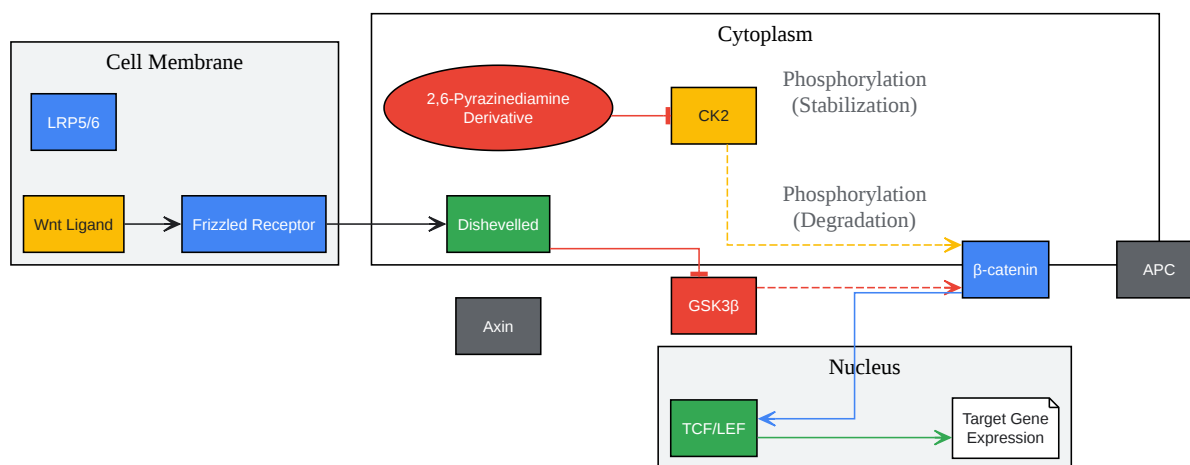 Cell Membrane
LRP5/6
Wnt Ligand
Frizzled Receptor
Cytoplasm
2,6-Pyrazinediamine
Derivative
CK2
Phosphorylation
(Stabilization)
Phosphorylation
(Degradation)
Dishevelled
β-catenin
APC
GSK3β
Axin
Nucleus
TCF/LEF
Target Gene
Expression